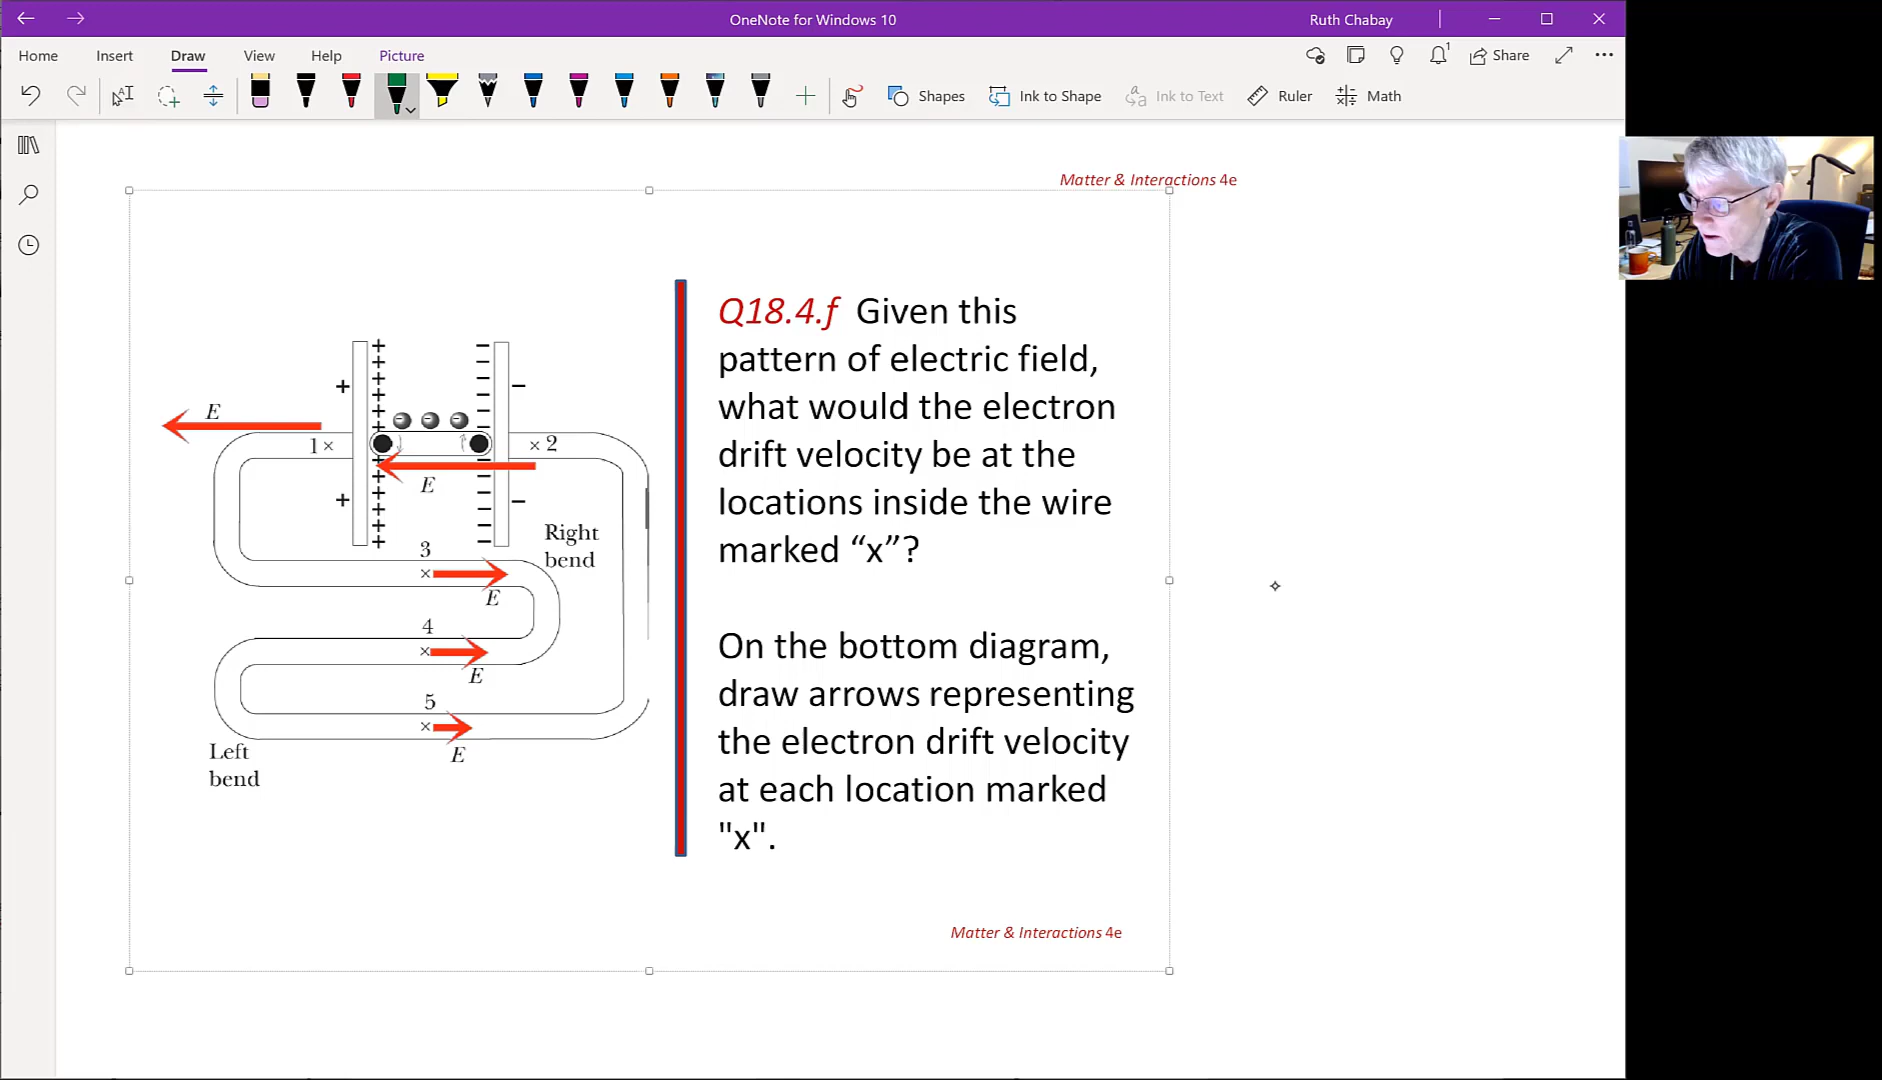 OneNote for Windows 10
Ruth Chabay
Home Insert Draw View Help Picture
1 Share
Shapes Ink to Shape Ink to Text Ruler Math
Matter & Interactions 4e
Q18.4.f Given this
pattern of electric field,
what would the electron
drift velocity be at the
locations inside the wire
marked “x”?
On the bottom diagram,
draw arrows representing
the electron drift velocity
at each location marked
"x".
E
1 ×
× 2
E
Right
bend
3
×
E
4
×
E
5
×
E
Left
bend
Matter & Interactions 4e